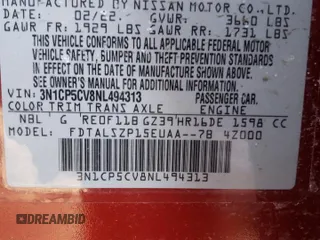 MANUFACTURED BY NISSAN MOTOR CO.,LTD.
DATE: 02/22 GVWR: 3660 LBS
GAWR FR: 1929 LBS GAWR RR: 1731 LBS
THIS VEHICLE CONFORMS TO ALL APPLICABLE FEDERAL MOTOR
VEHICLE SAFETY, BUMPER AND THEFT PREVENTION STANDARDS
IN EFFECT ON THE DATE OF MANUFACTURE SHOWN ABOVE.
SEE OWNER'S MANUAL FOR ADDITIONAL INFORMATION.
VIN: 3N1CP5CV8NL494313 PASSENGER CAR.
COLOR TRIM TRANS AXLE ENGINE
NBL G RE0F11B GZ39 HR16DE 1598 CC
MODEL: FDTALSZP15EUAA--78 4Z000
3N1CP5CV8NL494313
DREAMBID